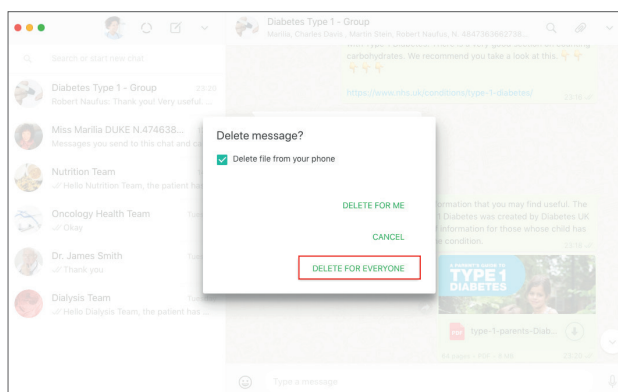 Diabetes Type 1 - Group
Marilia, Charles Davis, Martin Stein, Robert Naufus, N. 4647363662738...
Search or start new chat
carbohydrates. We recommend you take a look at this.
https://www.nhs.uk/conditions/type-1-diabetes/
Diabetes Type 1 - Group
Robert Naufus: Thank you! Very useful...
Miss Marilia DUKE N.474638...
Messages you send to this chat and ca
Nutrition Team
Hello Nutrition Team, the patient has
Oncology Health Team
Okay
Dr. James Smith
Thank you
Dialysis Team
Hello Dialysis Team, the patient has ...
Delete message?
Delete file from your phone
DELETE FOR ME
CANCEL
DELETE FOR EVERYONE
formation that you may find useful. The
1 Diabetes was created by Diabetes UK
information for those whose child has
condition.
A PARENT'S GUIDE TO
TYPE 1
DIABETES
PDF
type-1-parents-Diab...
Type a message